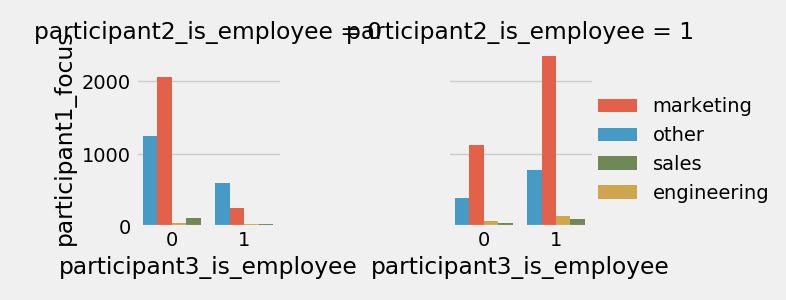 participant2_is_employee = 0
participant2_is_employee = 1
participant1_focus
2000
1000
0
0
1
0
1
participant3_is_employee
participant3_is_employee
marketing
other
sales
engineering